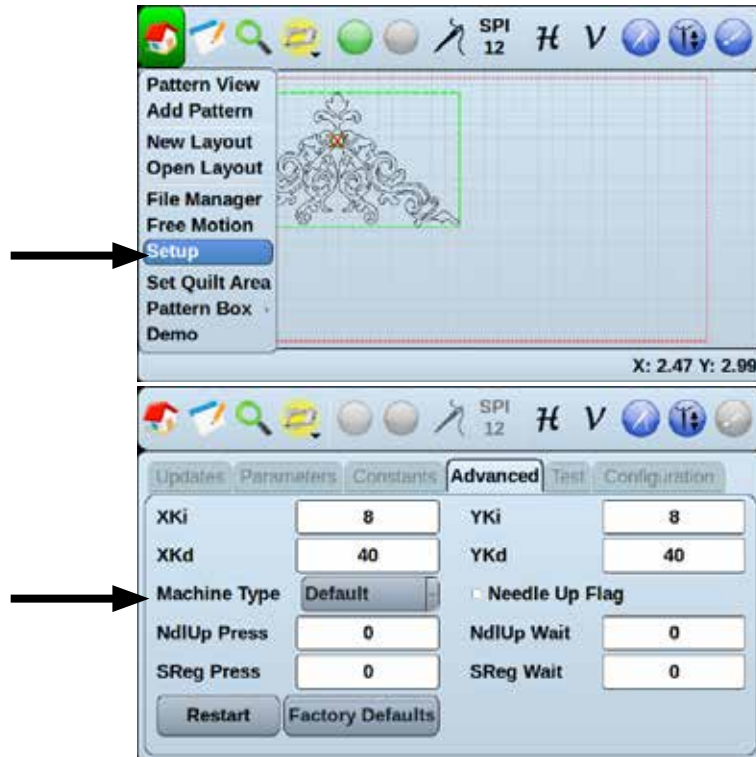 SPI
12
H V
Pattern View
Add Pattern
New Layout
Open Layout
File Manager
Free Motion
Setup
Set Quilt Area
Pattern Box
Demo
X: 2.47 Y: 2.99
SPI
12
H V
Updates Parameters Constants Advanced Test Configuration
XKi 8 YKi 8
XKd 40 YKd 40
Machine Type Default Needle Up Flag
NdlUp Press 0 NdlUp Wait 0
SReg Press 0 SReg Wait 0
Restart Factory Defaults